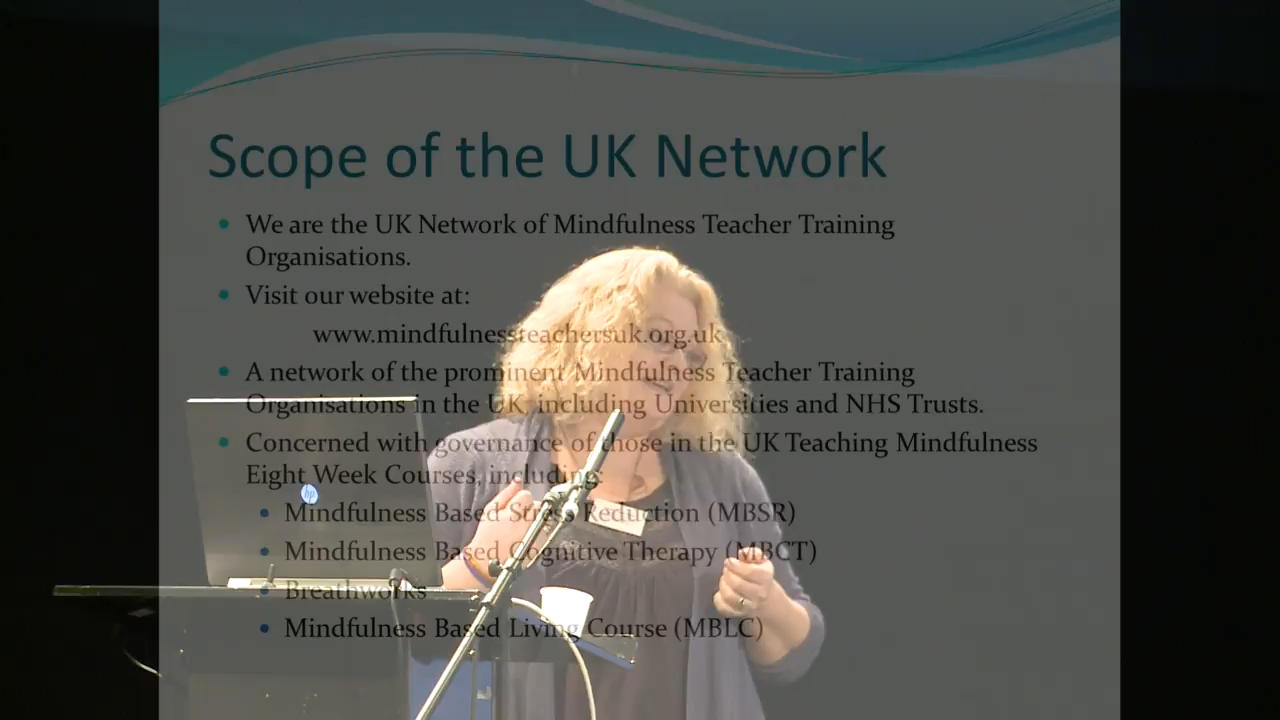 Scope of the UK Network
• We are the UK Network of Mindfulness Teacher Training
Organisations.
• Visit our website at:
www.mindfulnessteachersuk.org.uk
• A network of the prominent Mindfulness Teacher Training
Organisations in the UK, including Universities and NHS Trusts.
• Concerned with governance of those in the UK Teaching Mindfulness
Eight Week Courses, including:
• Mindfulness Based Stress Reduction (MBSR)
• Mindfulness Based Cognitive Therapy (MBCT)
• Breathworks
• Mindfulness Based Living Course (MBLC)
hp